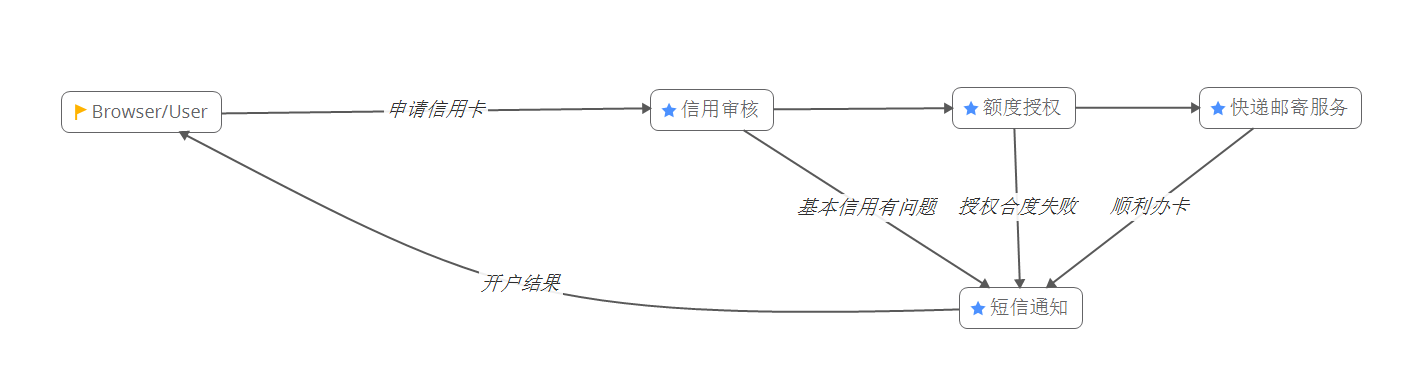 Browser/User
申请信用卡
信用审核
额度授权
快递邮寄服务
基本信用有问题
授权合度失败
顺利办卡
开户结果
短信通知